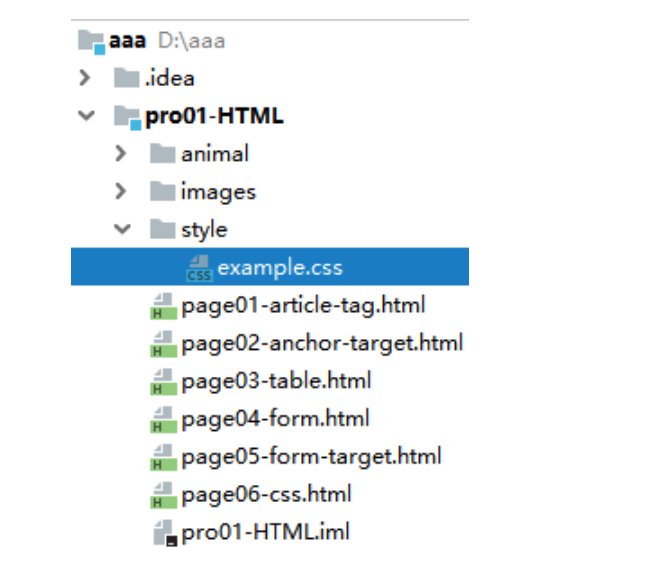 aaa D:\aaa
.idea
pro01-HTML
animal
images
style
CSS example.css
H page01-article-tag.html
H page02-anchor-target.html
H page03-table.html
H page04-form.html
H page05-form-target.html
H page06-css.html
pro01-HTML.iml